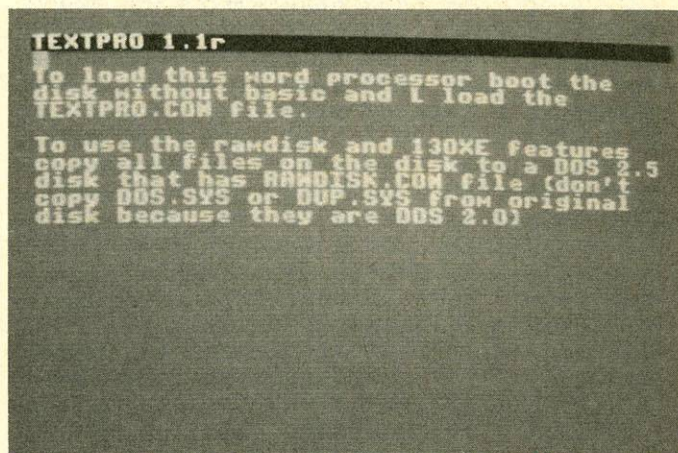 TEXTPRO 1.1r
To load this word processor boot the
disk without basic and L load the
TEXTPRO.COM file.
To use the ramdisk and 130XE features
copy all files on the disk to a DOS 2.5
disk that has RAMDISK.COM file (don't
copy DOS.SYS or DUP.SYS from original
disk because they are DOS 2.0)